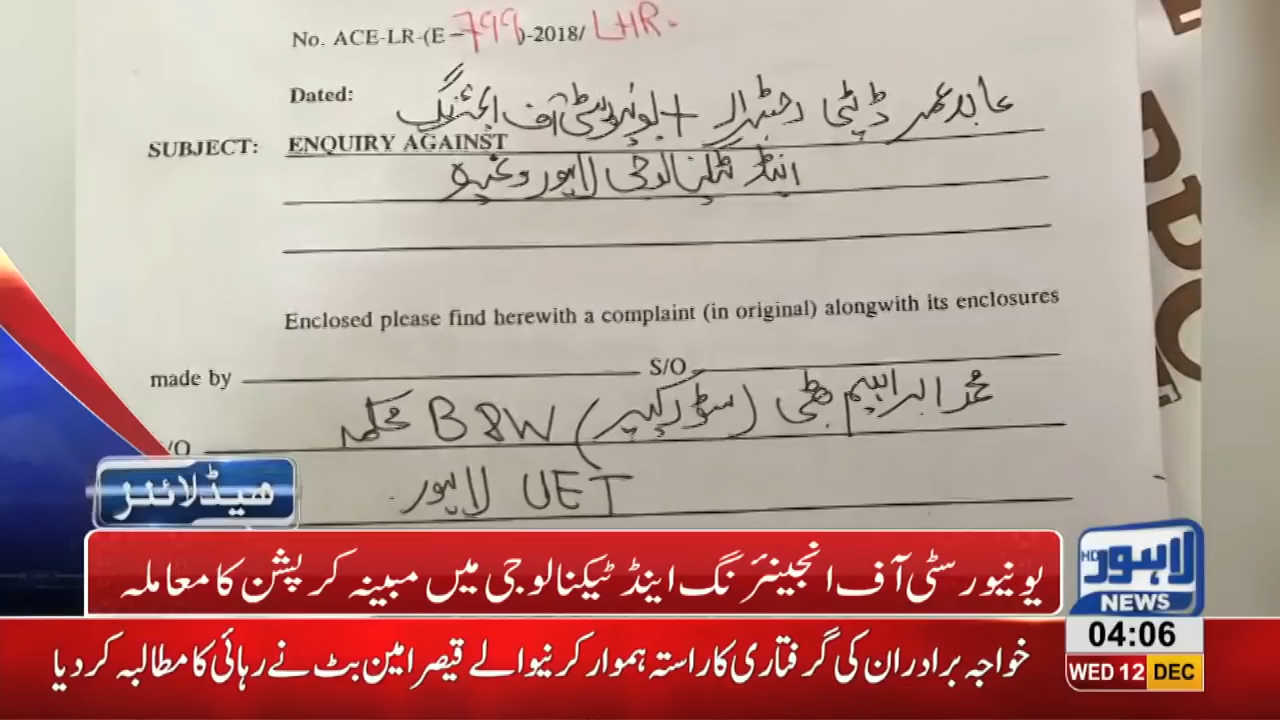 No. ACE-LR-(E-799)-2018/ LHR.
Dated:
عابد عمر ڈپٹی رجسٹرار + یونیورسٹی آف انجئنرنگ
SUBJECT: ENQUIRY AGAINST
اینڈ ٹیکنالوجی لاہور وغیرہ
Enclosed please find herewith a complaint (in original) alongwith its enclosures
made by S/O
محمد ابراہیم بھٹی (سٹورکیپر) B&W محکمہ
/O
UET لاہور
ھیڈلائنز
یونیورسٹی آف انجینئرنگ اینڈ ٹیکنالوجی میں مبینہ کرپشن کا معاملہ
HD لاہور
NEWS
04:06
خواجہ برادران کی گرفتاری کا راستہ ہموار کرنیوالے قیصر امین بٹ نے رہائی کا مطالبہ کر دیا
WED 12 DEC